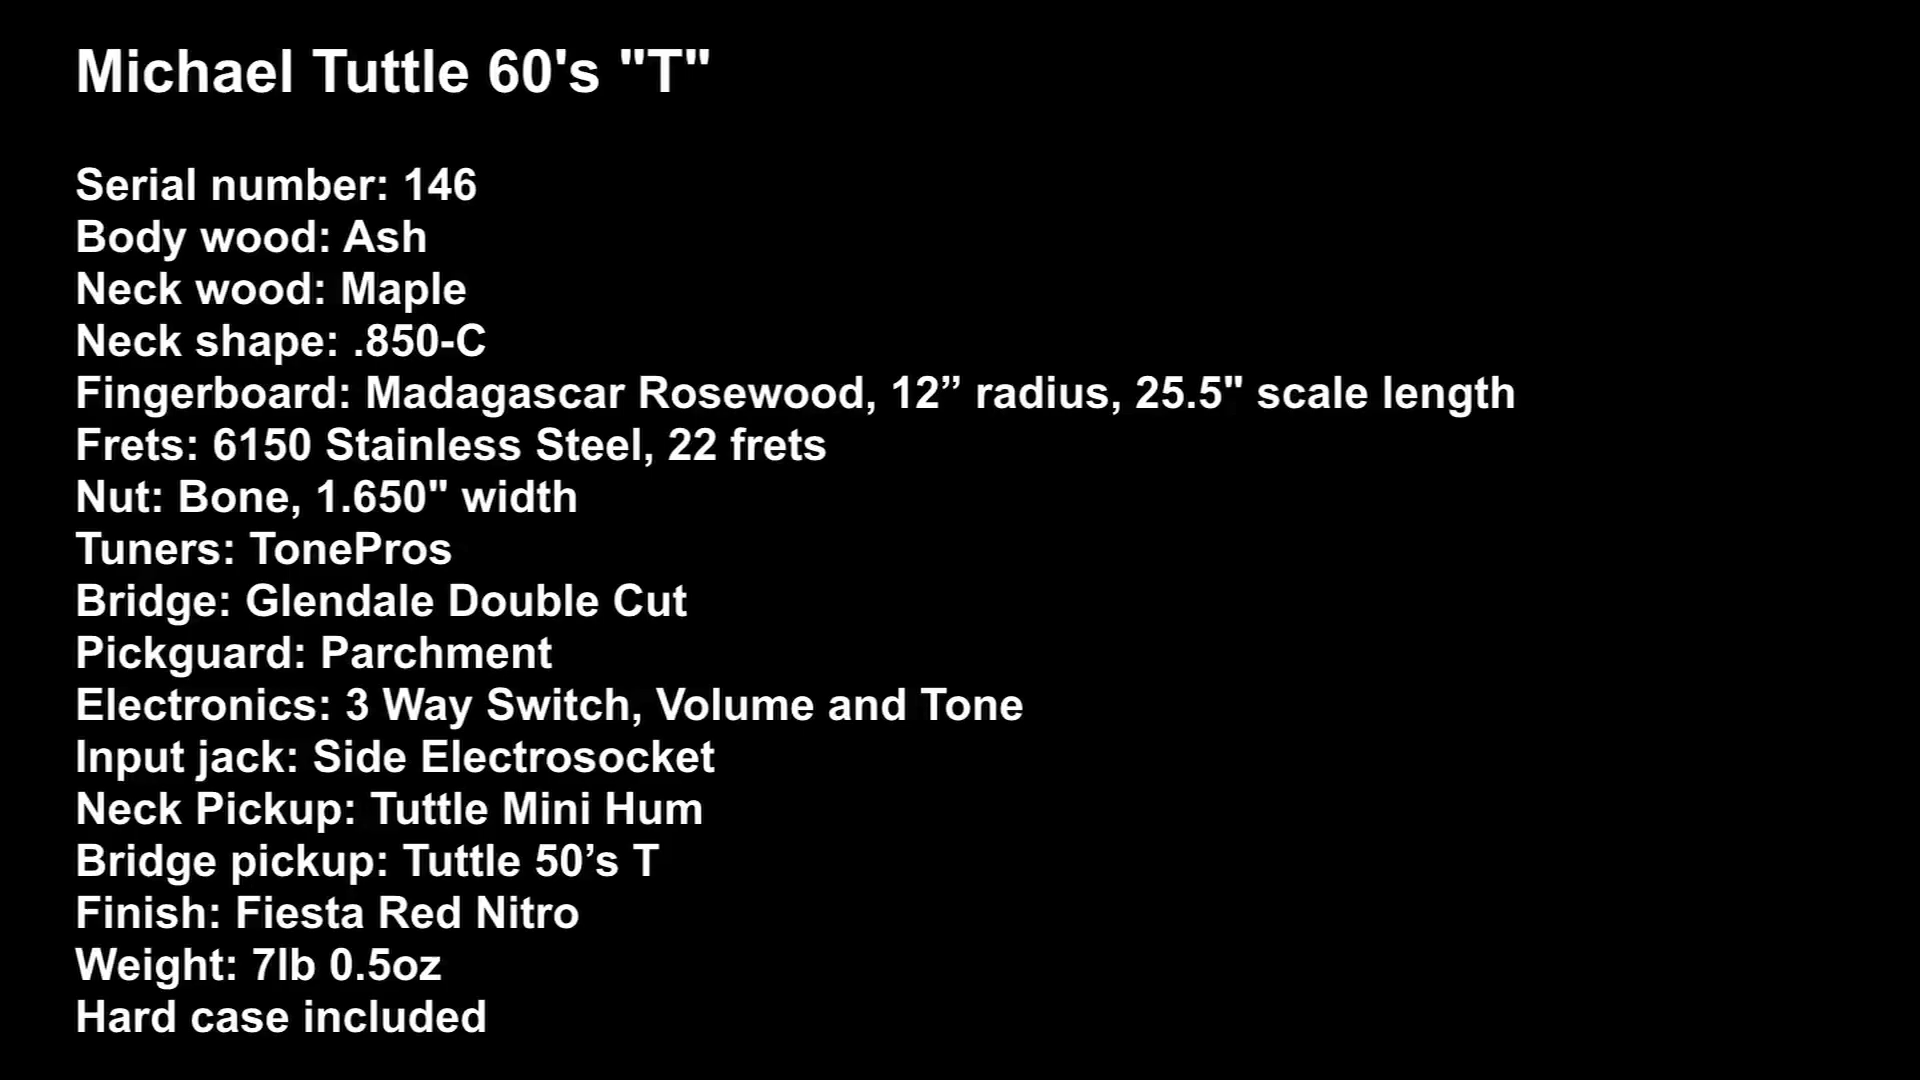 Michael Tuttle 60's "T"
Serial number: 146
Body wood: Ash
Neck wood: Maple
Neck shape: .850-C
Fingerboard: Madagascar Rosewood, 12” radius, 25.5" scale length
Frets: 6150 Stainless Steel, 22 frets
Nut: Bone, 1.650" width
Tuners: TonePros
Bridge: Glendale Double Cut
Pickguard: Parchment
Electronics: 3 Way Switch, Volume and Tone
Input jack: Side Electrosocket
Neck Pickup: Tuttle Mini Hum
Bridge pickup: Tuttle 50’s T
Finish: Fiesta Red Nitro
Weight: 7lb 0.5oz
Hard case included